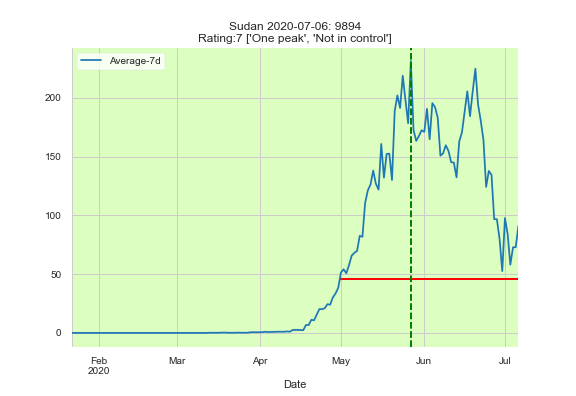 Sudan 2020-07-06: 9894
Rating:7 ['One peak', 'Not in control']
Average-7d
200
150
100
50
0
Feb Mar Apr May Jun Jul
2020
Date